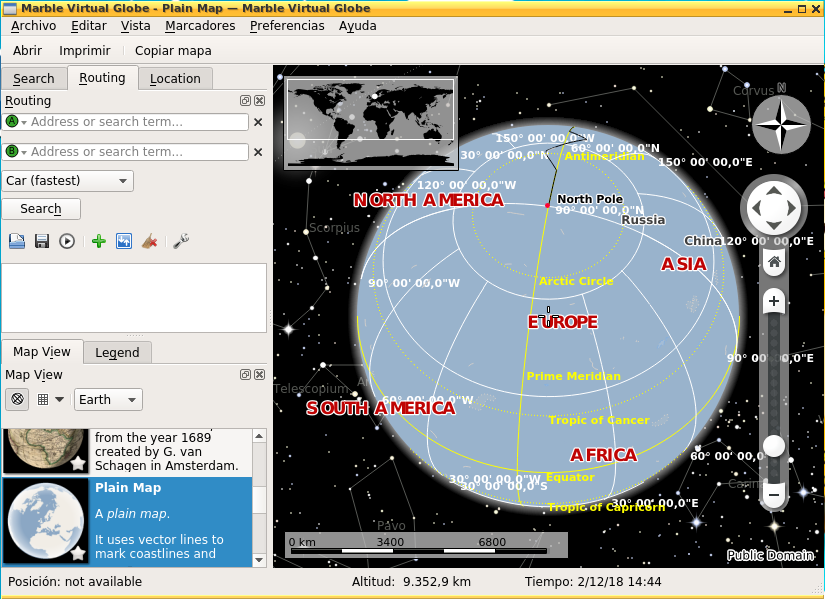 Marble Virtual Globe - Plain Map — Marble Virtual Globe
Archivo Editar Vista Marcadores Preferencias Ayuda
Abrir Imprimir Copiar mapa
Search Routing Location
Routing
A Address or search term...
B Address or search term...
Car (fastest)
Search
Map View Legend
Map View
Earth
from the year 1689
created by G. van
Schagen in Amsterdam.
Plain Map
A plain map.
It uses vector lines to
mark coastlines and
Corvus N
150° 00' 00,0"W
60° 00' 00,0"N
30° 00' 00,0"N
Antimeridian
150° 00' 00,0"E
120° 00' 00,0"W
NORTH AMERICA
North Pole
90° 00' 00,0"N
Russia
Scorpius
China
120° 00' 00,0"E
ASIA
Arctic Circle
90° 00' 00,0"W
EUROPE
90° 00' 00,0"E
Prime Meridian
Telescopium
60° 00' 00,0"W
SOUTH AMERICA
Tropic of Cancer
AFRICA
60° 00' 00,0
Equator
30° 00' 00,0"W
30° 00' 00,0"S
30° 00' 00,0"E
Tropic of Capricorn
Pavo
0 km 3400 6800
Public Domain
Posición: not available Altitud: 9.352,9 km Tiempo: 2/12/18 14:44